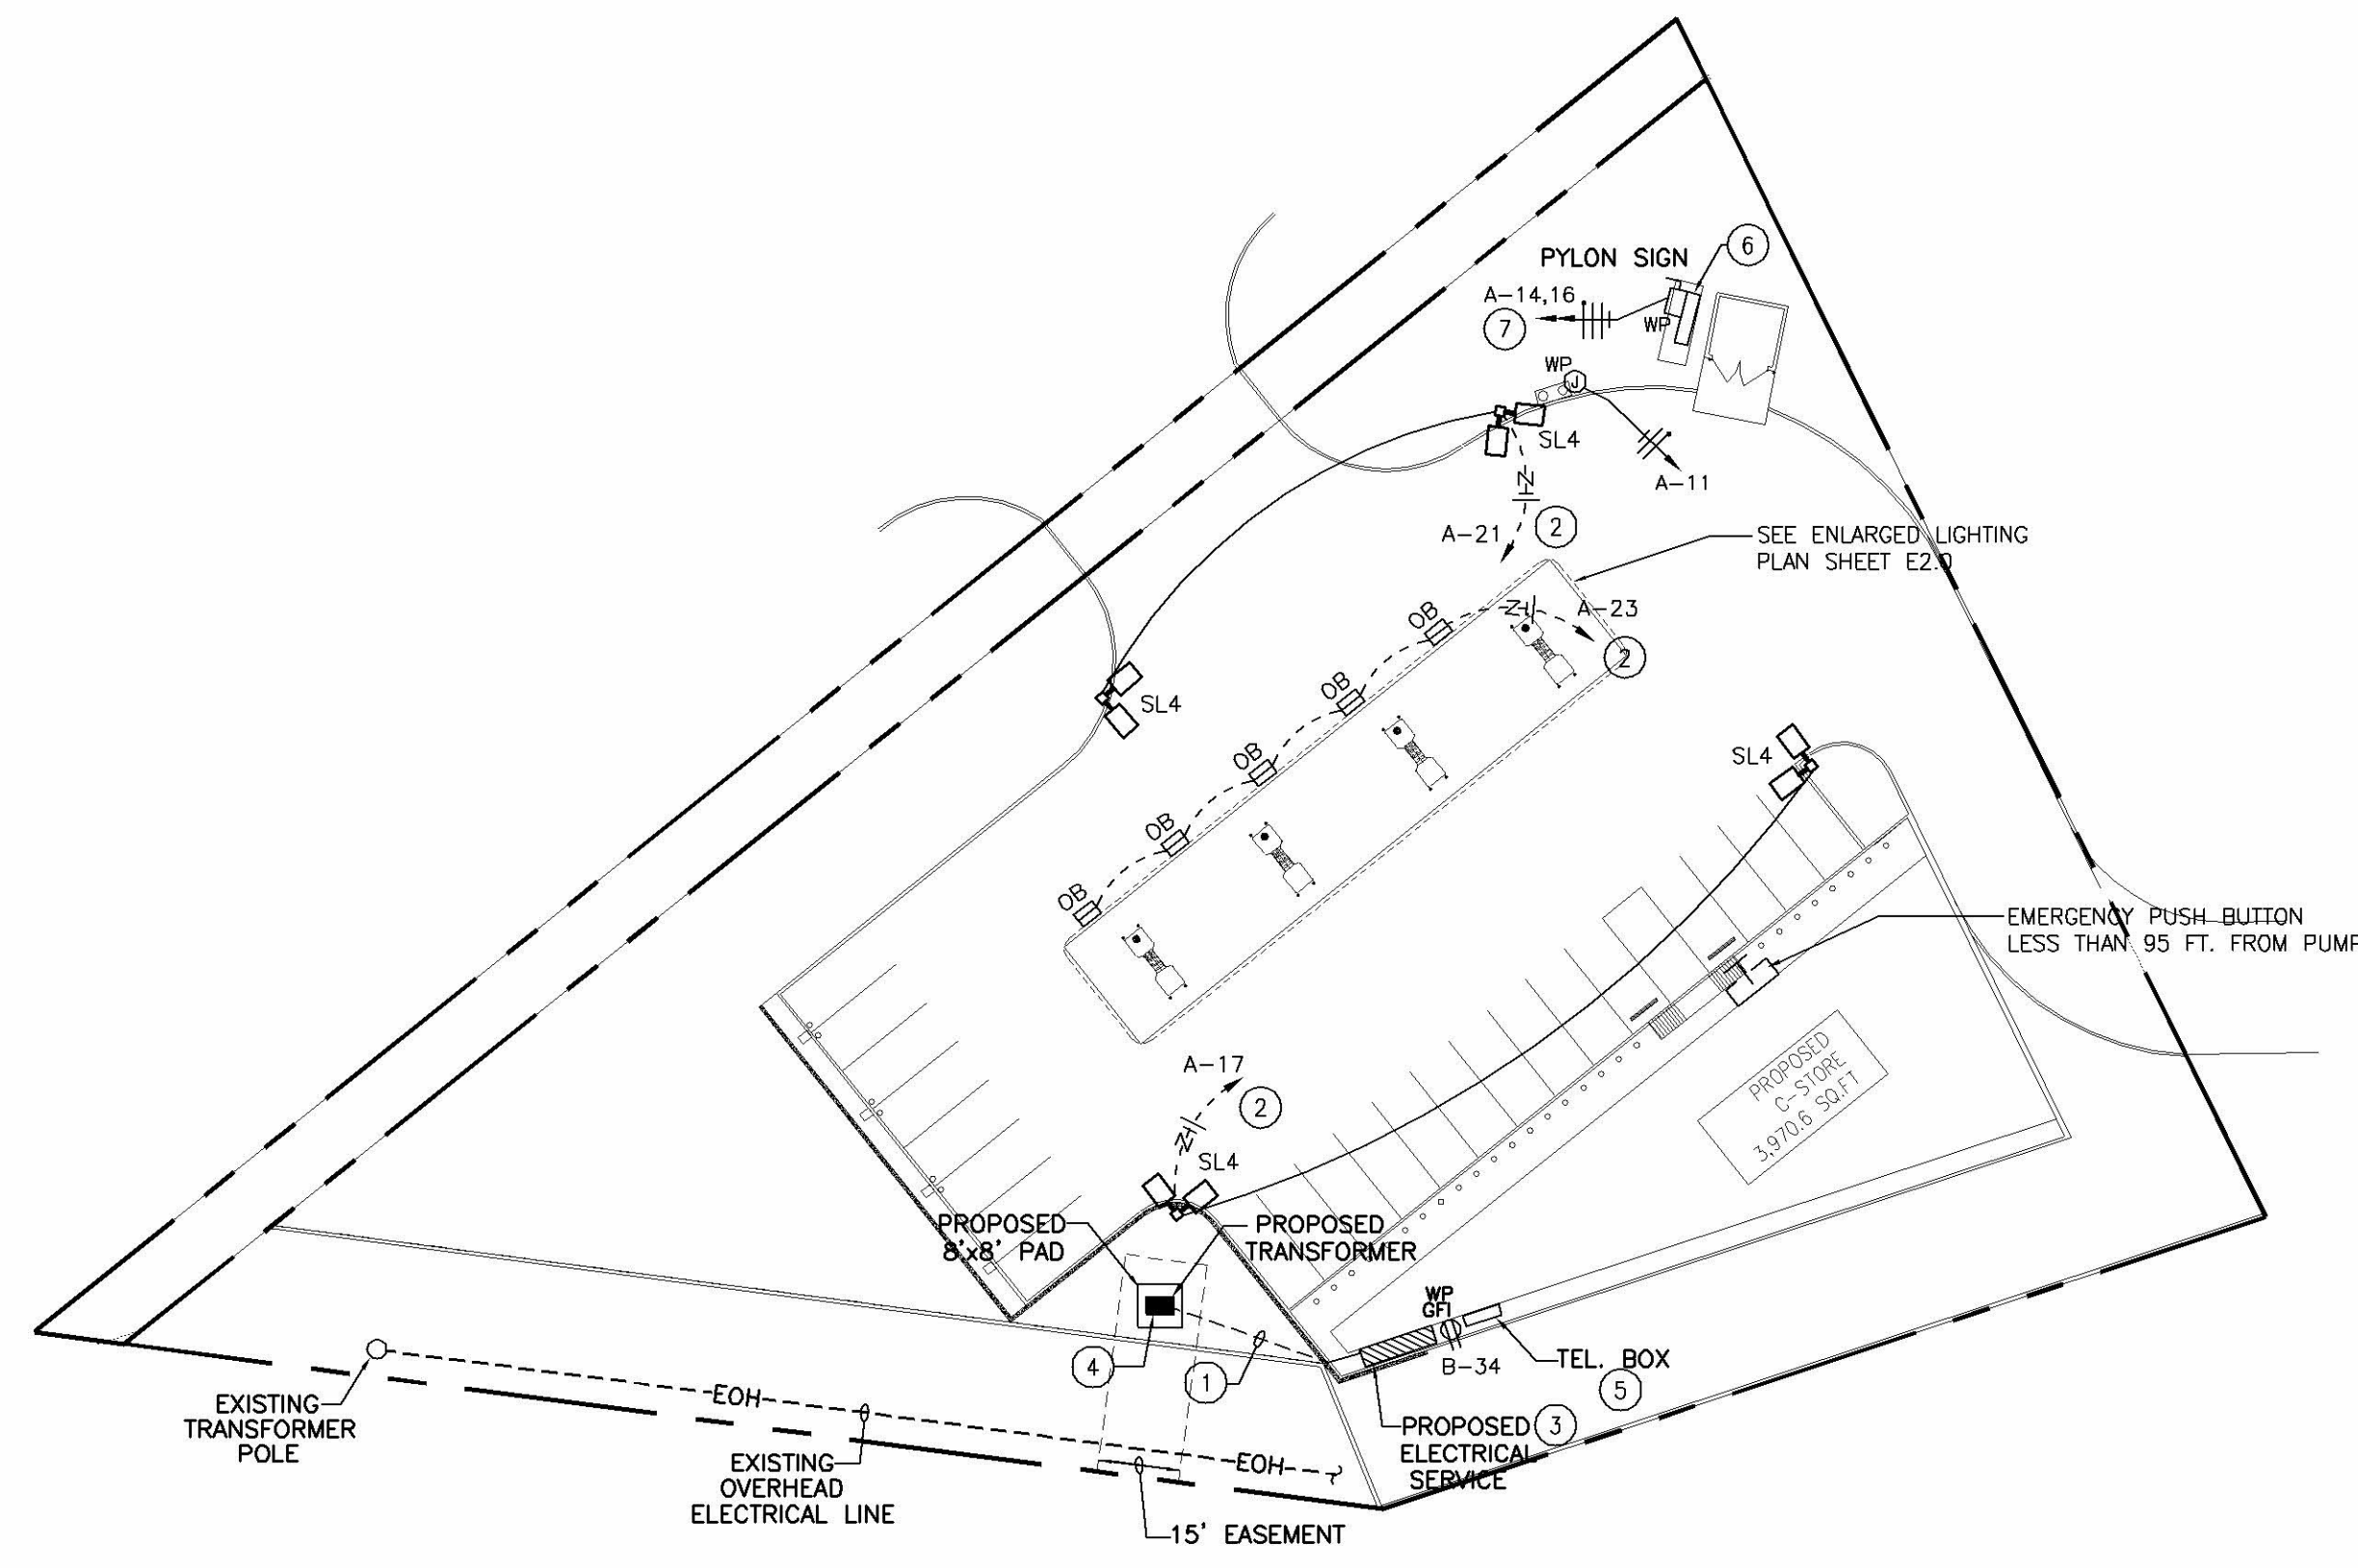 PYLON SIGN
6
A-14,16
7
WP
WP
J
SL4
A-11
A-21
2
SEE ENLARGED LIGHTING
PLAN SHEET E2.0
OB
A-23
2
OB
SL4
OB
SL4
OB
OB
EMERGENCY PUSH BUTTON
LESS THAN 95 FT. FROM PUMP
PROPOSED
C-STORE
3,970.6 SQ.FT
A-17
2
SL4
PROPOSED
8'x8' PAD
PROPOSED
TRANSFORMER
WP
GFI
B-34
TEL. BOX
5
4
1
PROPOSED
ELECTRICAL
SERVICE
3
EXISTING
TRANSFORMER
POLE
EOH
EXISTING
OVERHEAD
ELECTRICAL LINE
EOH
15' EASEMENT